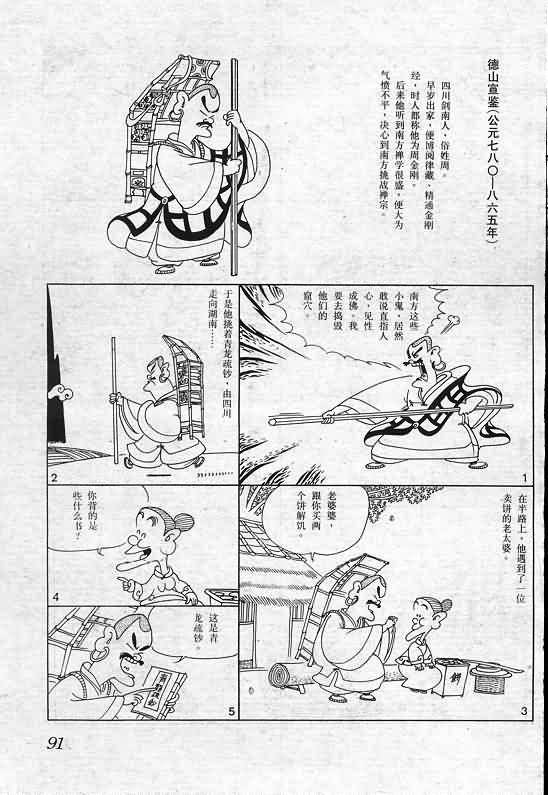 德山宣鉴(公元七八〇—八六五年)
四川剑南人,俗姓周。
早岁出家,便博阅律藏、精通金刚
经,时人都称他为周金刚。
后来他听到南方禅学很盛,便大为
气愤不平,决心到南方挑战禅宗。
南方这些
小鬼,居然
敢说直指人
心,见性
成佛。我
要去捣毁
他们的
窟穴。
1
于是他挑着青龙疏钞,由四川
走向湖南……
2
在半路上,他遇到了一位
卖饼的老太婆。
老婆婆,
跟你买两
个饼解饥。
餅
3
你背的是
些什么书?
4
这是青
龙疏钞。
5
91